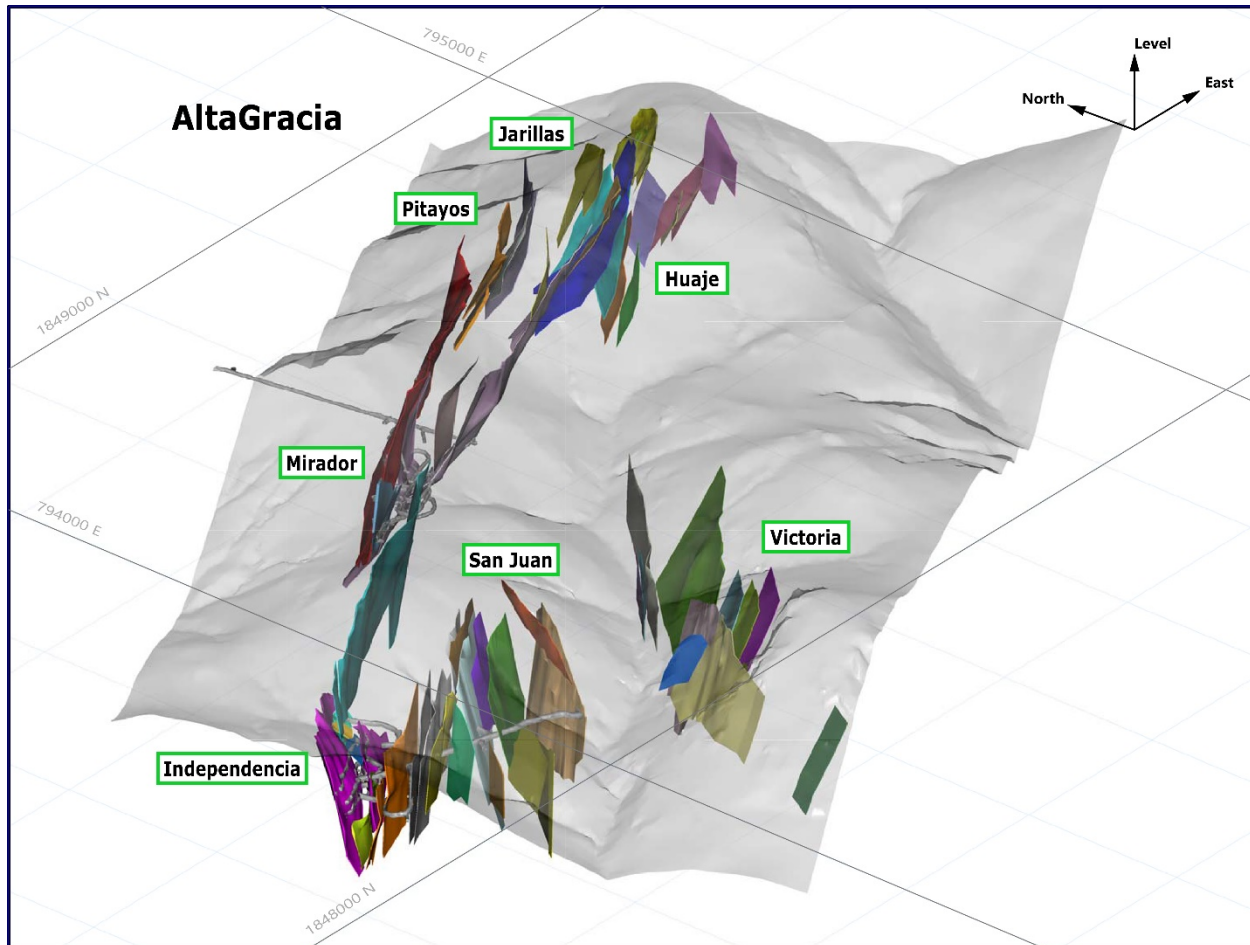 795000 E
Level
East
North
AltaGracia
Jarillas
Pitayos
Huaje
1849000 N
Mirador
794000 E
San Juan
Victoria
Independencia
1848000 N